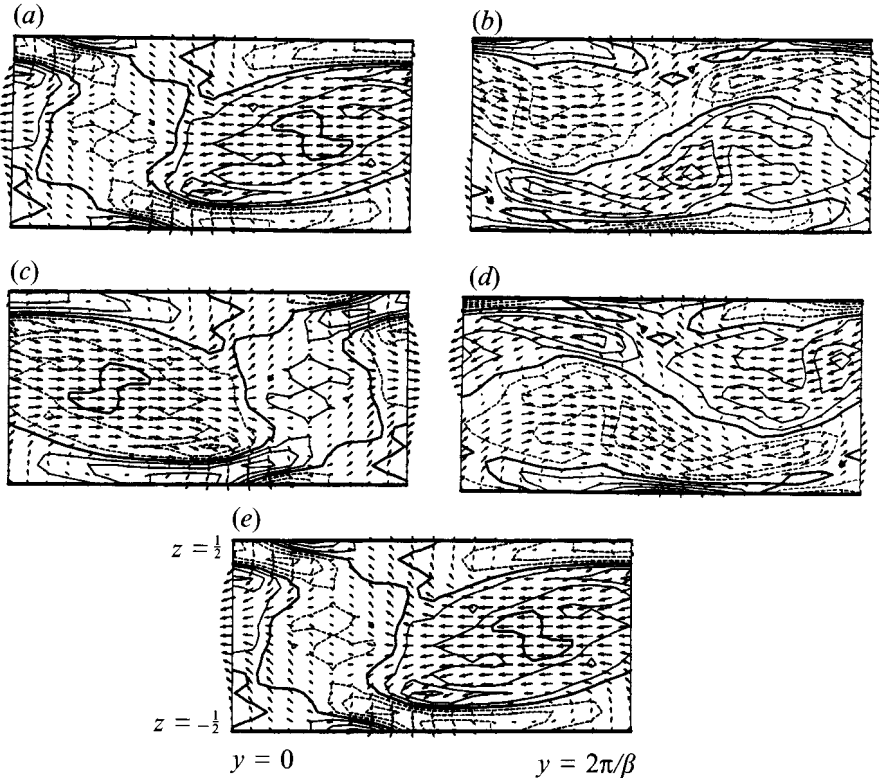 (a)
(b)
(c)
(d)
(e)
z = ½
z = -½
y = 0
y = 2π/β